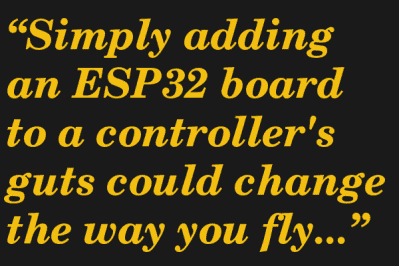 “Simply adding
an ESP32 board
to a controller's
guts could change
the way you fly...”